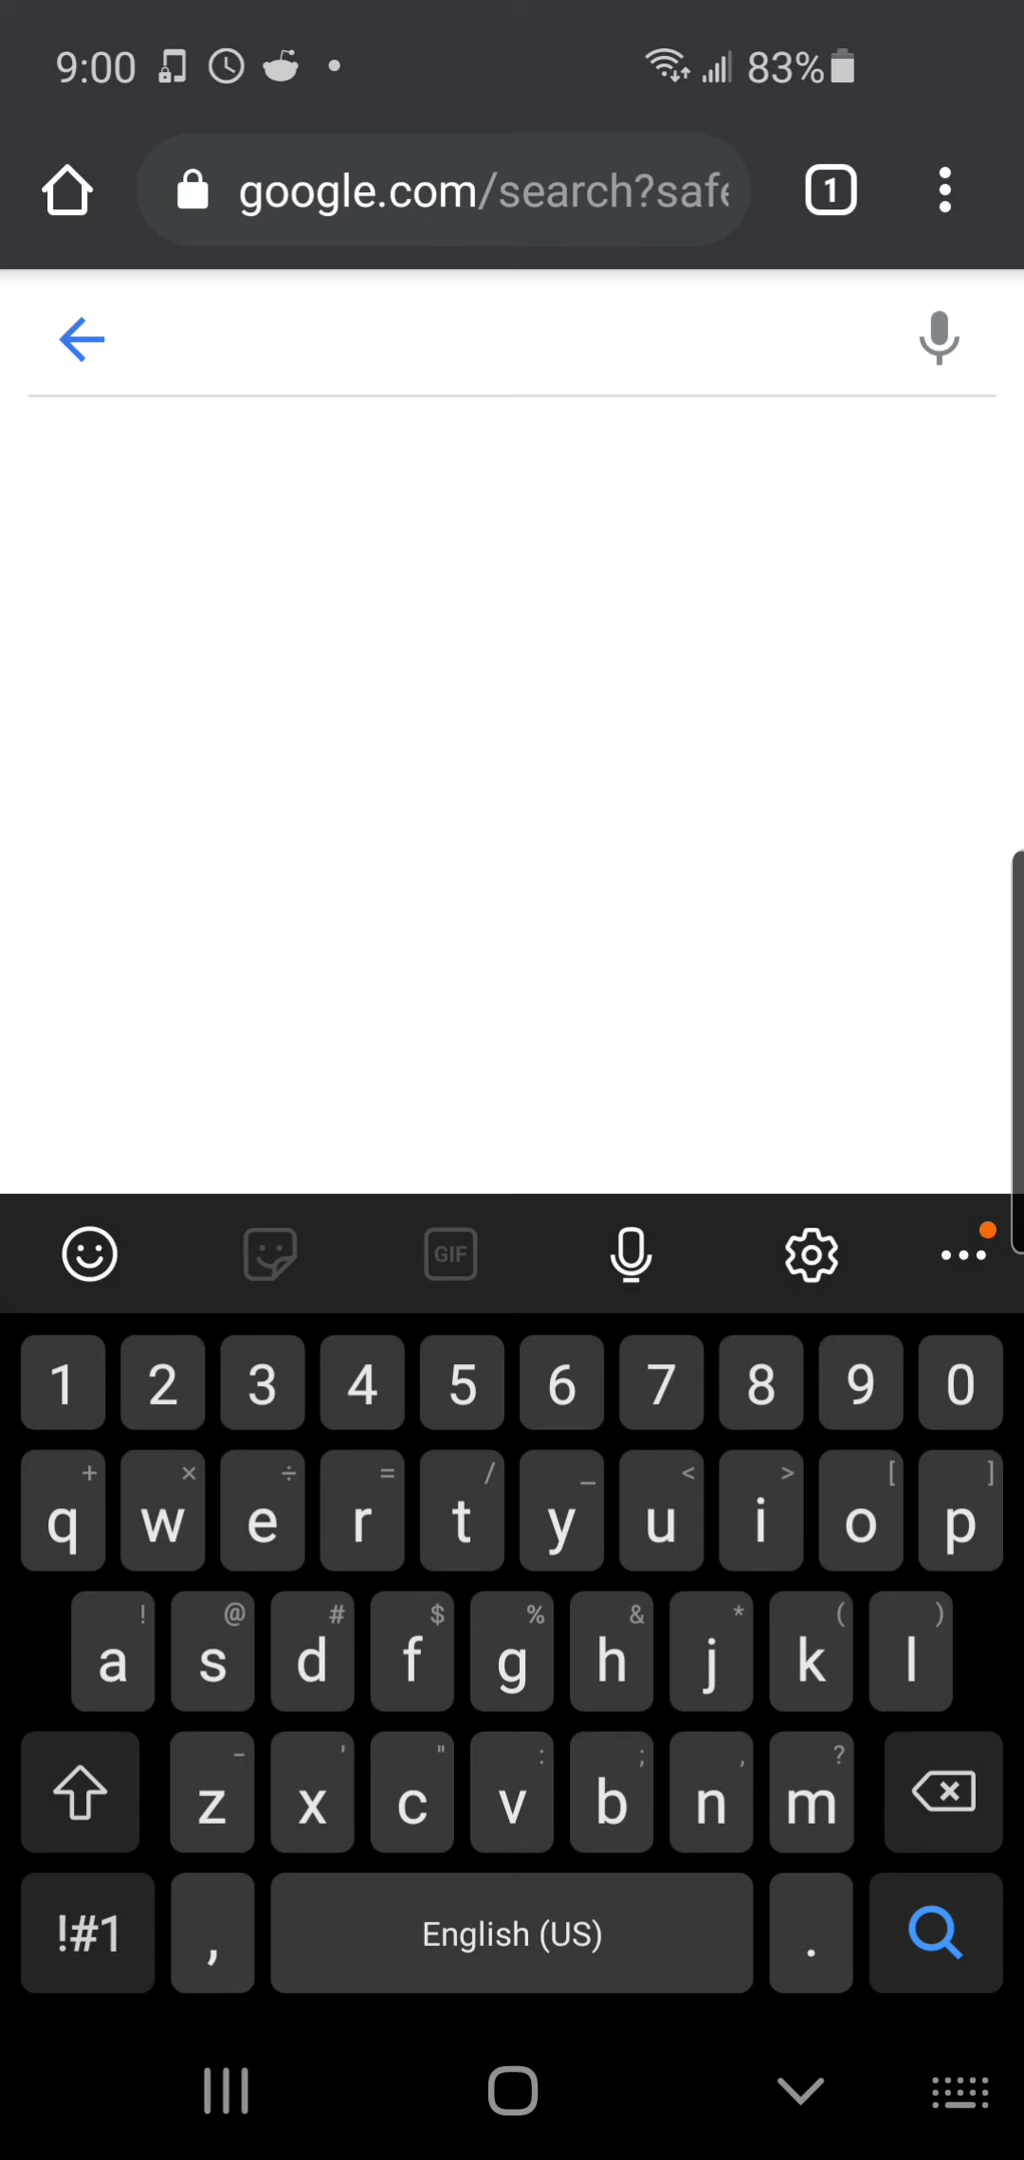 9:00 83%
google.com/search?safe
1
GIF
1 2 3 4 5 6 7 8 9 0
+ × ÷ = / _ < > [ ]
q w e r t y u i o p
! @ # $ % & * ( )
a s d f g h j k l
- ' " : ; , ?
z x c v b n m
!#1 , English (US) .